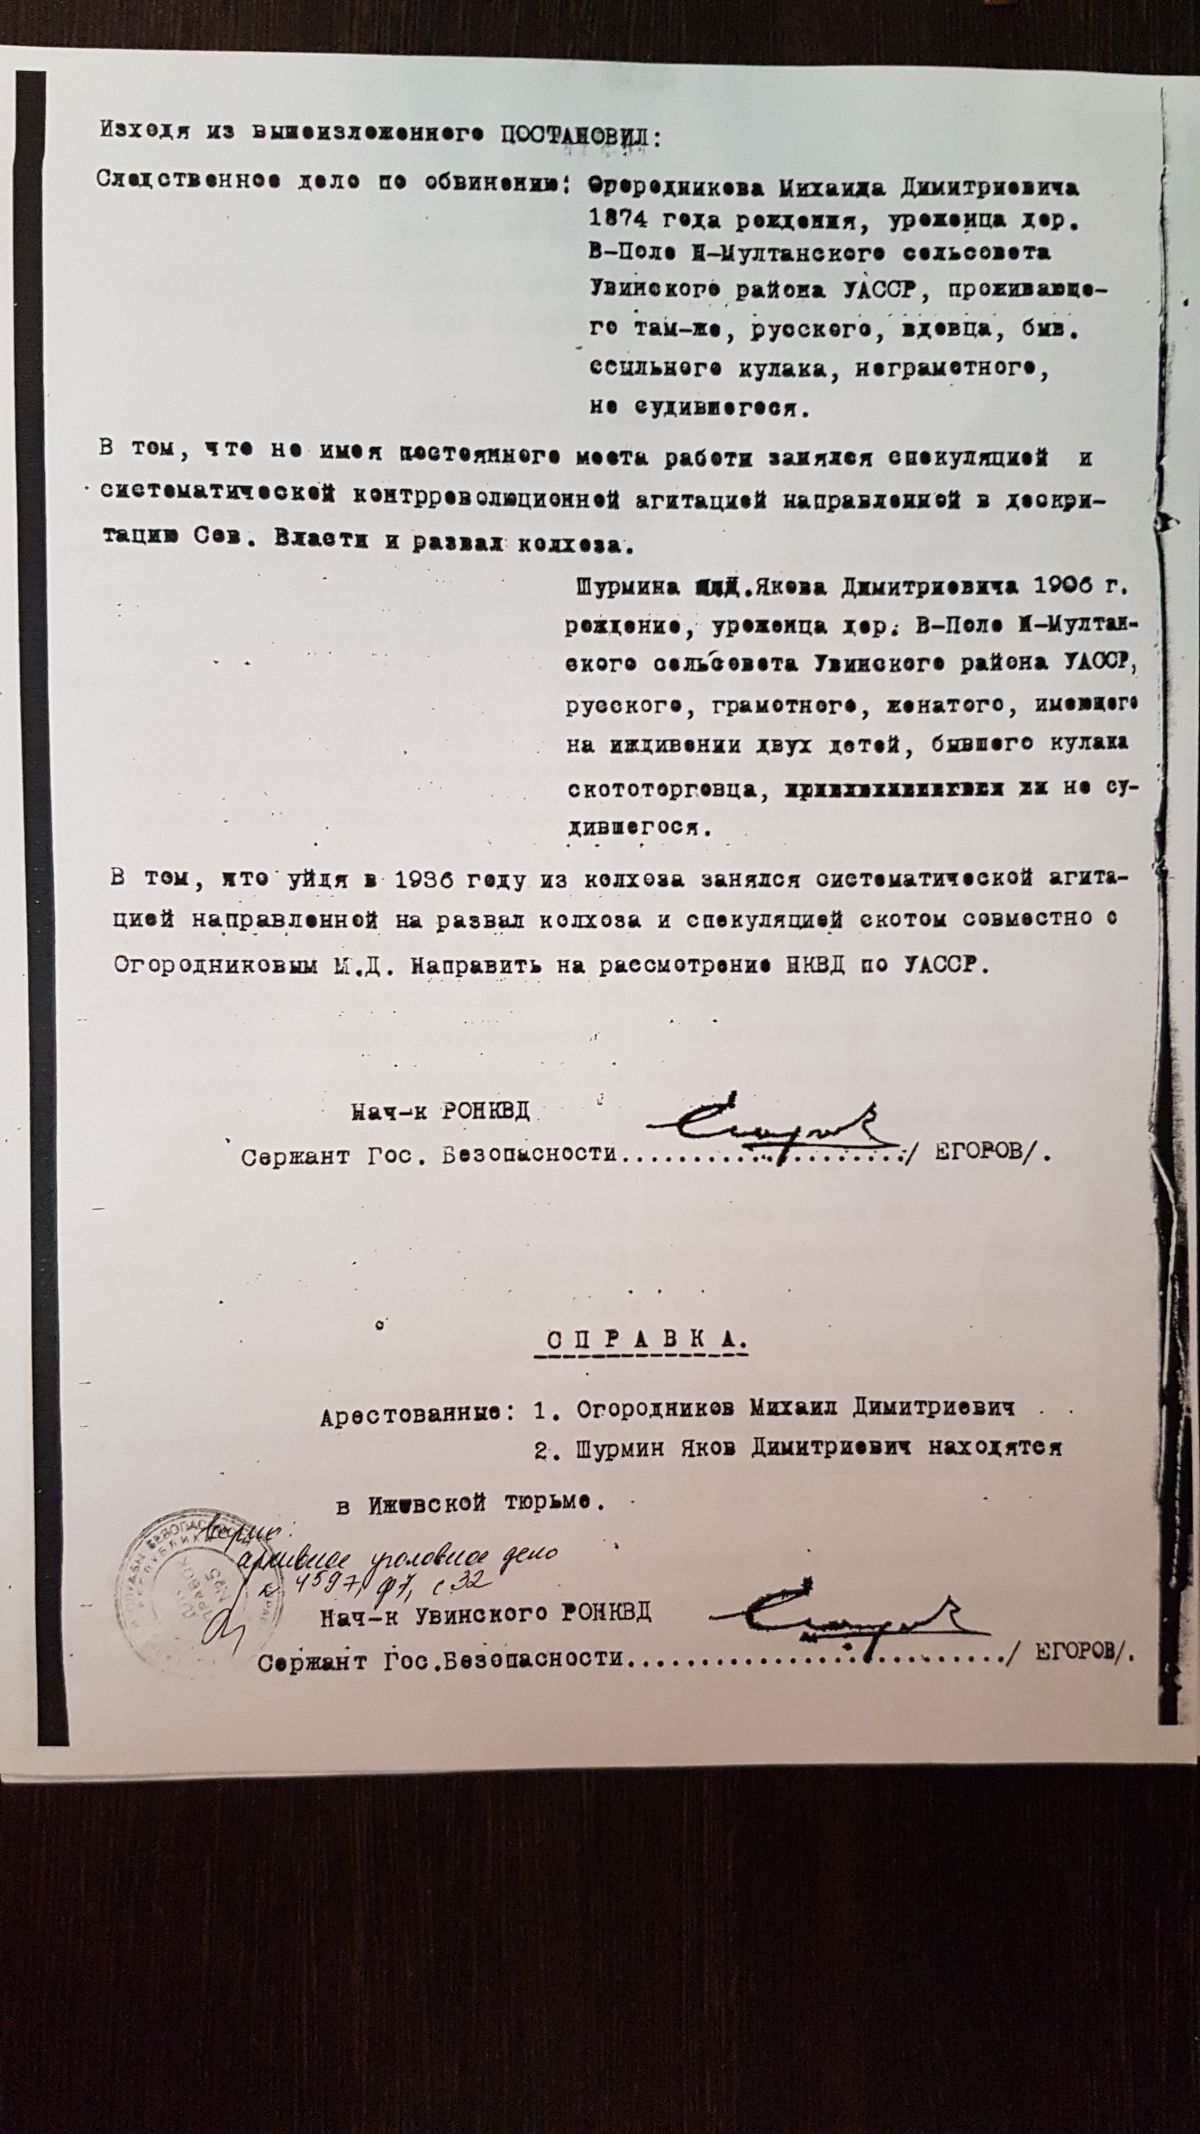 Исходя из вышеизложенного ПОСТАНОВИЛ:
Следственное дело по обвинению: Огородникова Михаила Димитриевича
1874 года рождения, уроженца дер.
В-Поле Н-Мултанского сельсовета
Увинского района УАССР, проживающе-
го там-же, русского, вдовца, быв.
ссыльного кулака, неграмотного,
не судившегося.
В том, что не имея постоянного места работы занялся спекуляцией и
систематической контрреволюционной агитацией направленной в дескри-
тацию Сов. Власти и развал колхоза.
Шурмина Якова Димитриевича 1906 г.
рождение, уроженца дер. В-Поле Н-Мултан-
ского сельсовета Увинского района УАССР,
русского, грамотного, женатого, имеющего
на иждивении двух детей, бывшего кулака
скототорговца, не су-
дившегося.
В том, что уйдя в 1936 году из колхоза занялся систематической агита-
цией направленной на развал колхоза и спекуляцией скотом совместно с
Огородниковым М.Д. Направить на рассмотрение НКВД по УАССР.
Нач-к РОНКВД
Сержант Гос. Безопасности....................../ ЕГОРОВ/.
СПРАВКА.
Арестованные: 1. Огородников Михаил Димитриевич
2. Шурмин Яков Димитриевич находятся
в Ижевской тюрьме.
Верно:
архивное уголовное дело
4597, ф7, с 32
Нач-к Увинского РОНКВД
Сержант Гос.Безопасности........................../ ЕГОРОВ/.